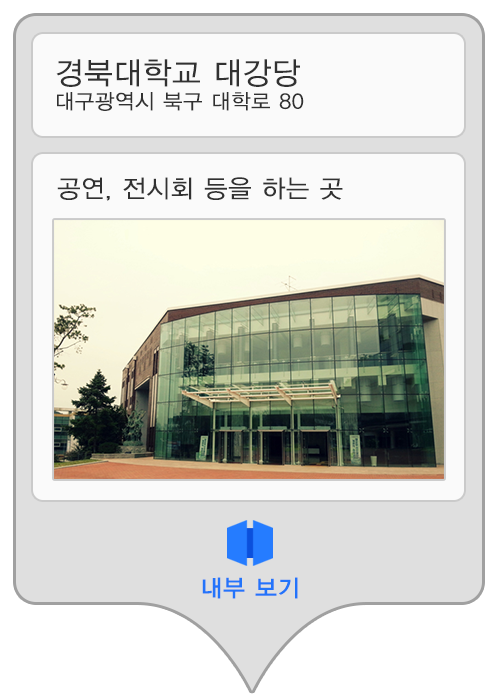 경북대학교 대강당
대구광역시 북구 대학로 80
공연, 전시회 등을 하는 곳
내부 보기